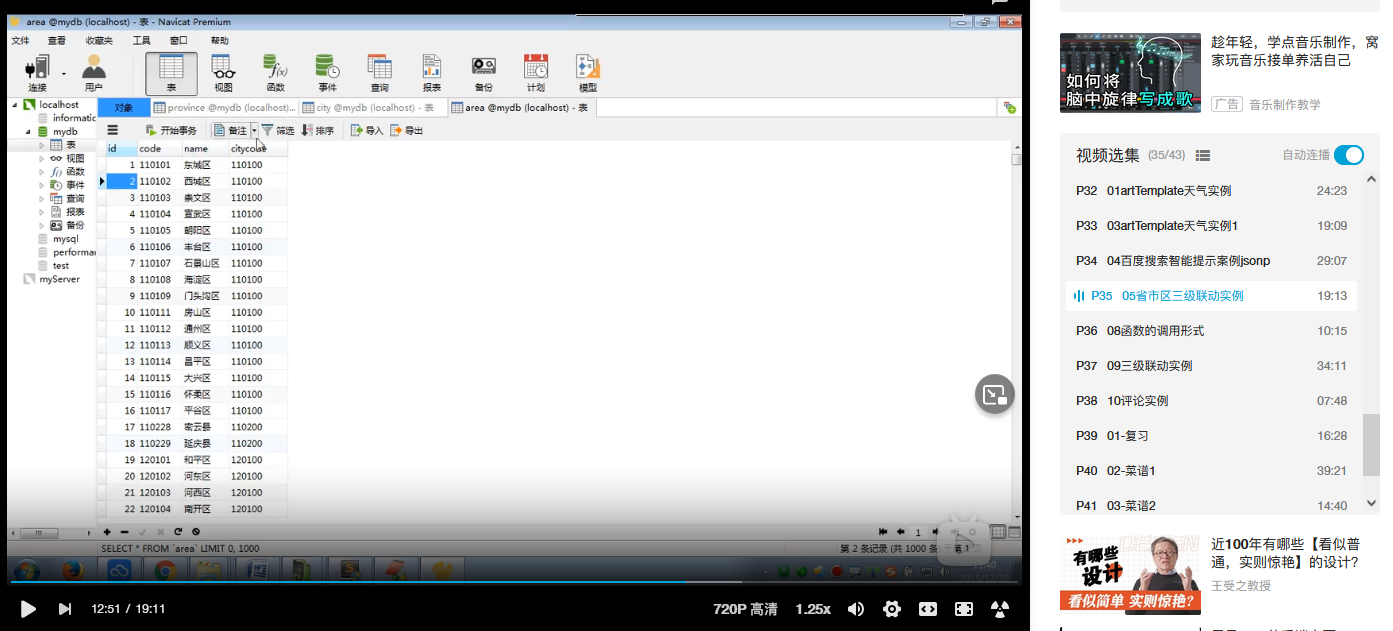 area @mydb (localhost) - 表 - Navicat Premium
文件 查看 收藏夹 工具 窗口 帮助
连接 用户 表 视图 函数 事件 查询 报表 备份 计划 模型
localhost
informatic
mydb
表
视图
函数
事件
查询
报表
备份
mysql
performan
test
myServer
对象 province @mydb (localhost)... city @mydb (localhost) - 表 area @mydb (localhost) - 表
开始事务 备注 筛选 排序 导入 导出
id code name citycode
1 110101 东城区 110100
2 110102 西城区 110100
3 110103 崇文区 110100
4 110104 宣武区 110100
5 110105 朝阳区 110100
6 110106 丰台区 110100
7 110107 石景山区 110100
8 110108 海淀区 110100
9 110109 门头沟区 110100
10 110111 房山区 110100
11 110112 通州区 110100
12 110113 顺义区 110100
13 110114 昌平区 110100
14 110115 大兴区 110100
15 110116 怀柔区 110100
16 110117 平谷区 110100
17 110228 密云县 110200
18 110229 延庆县 110200
19 120101 和平区 120100
20 120102 河东区 120100
21 120103 河西区 120100
22 120104 南开区 120100
1
SELECT * FROM `area` LIMIT 0, 1000
第 2 条记录 (共 1000 条
12:51 / 19:11
720P 高清 1.25x
如何将
脑中旋律写成歌
趁年轻，学点音乐制作，窝
家玩音乐接单养活自己
广告 音乐制作教学
视频选集 (35/43) 自动连播
P32 01artTemplate天气实例 24:23
P33 03artTemplate天气实例1 19:09
P34 04百度搜索智能提示案例jsonp 29:07
P35 05省市区三级联动实例 19:13
P36 08函数的调用形式 10:15
P37 09三级联动实例 34:11
P38 10评论实例 07:48
P39 01-复习 16:28
P40 02-菜谱1 39:21
P41 03-菜谱2 14:40
有哪些
设计
看似简单 实则惊艳?
近100年有哪些【看似普
通，实则惊艳】的设计?
王受之教授